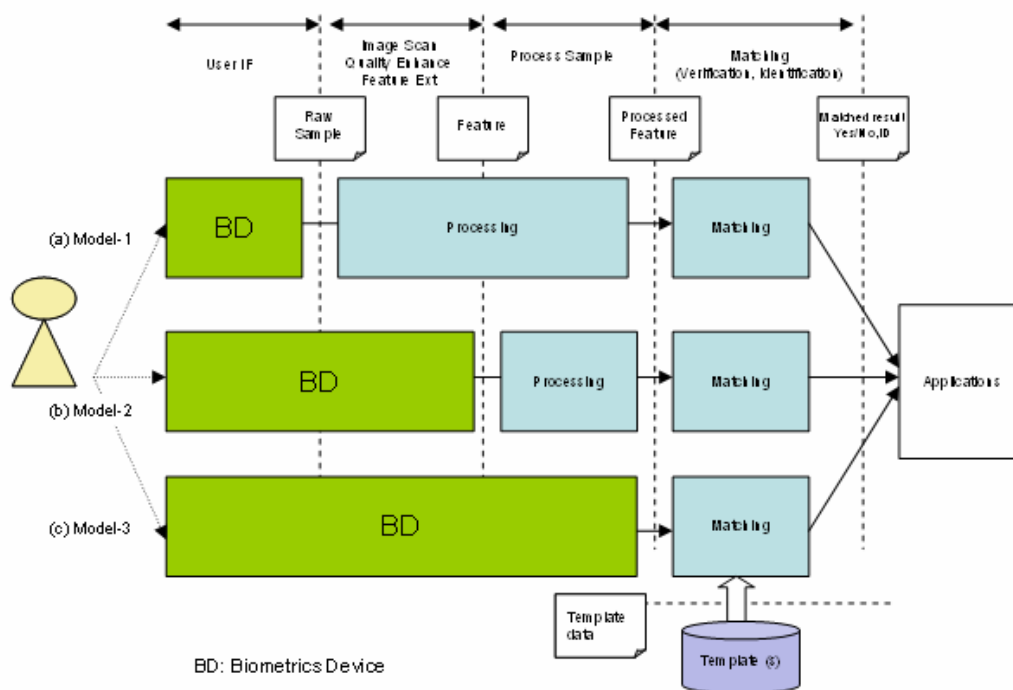 User IF
Image Scan
Quality Enhance
Feature Ext
Process Sample
Matching
(Verification, Identification)
Raw
Sample
Feature
Processed
Feature
Matched result
Yes/No,ID
(a) Model-1
BD
Processing
Matching
(b) Model-2
BD
Processing
Matching
Applications
(c) Model-3
BD
Matching
Template
data
Template (s)
BD: Biometrics Device